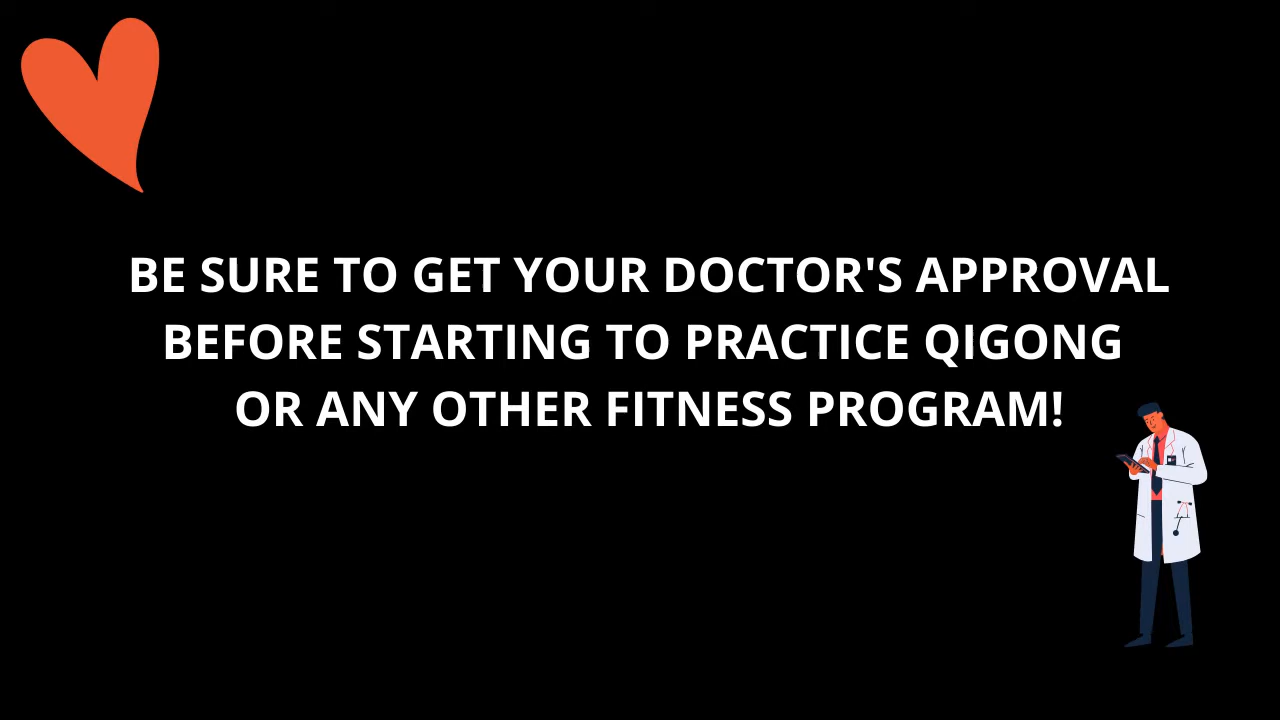 BE SURE TO GET YOUR DOCTOR'S APPROVAL
BEFORE STARTING TO PRACTICE QIGONG
OR ANY OTHER FITNESS PROGRAM!